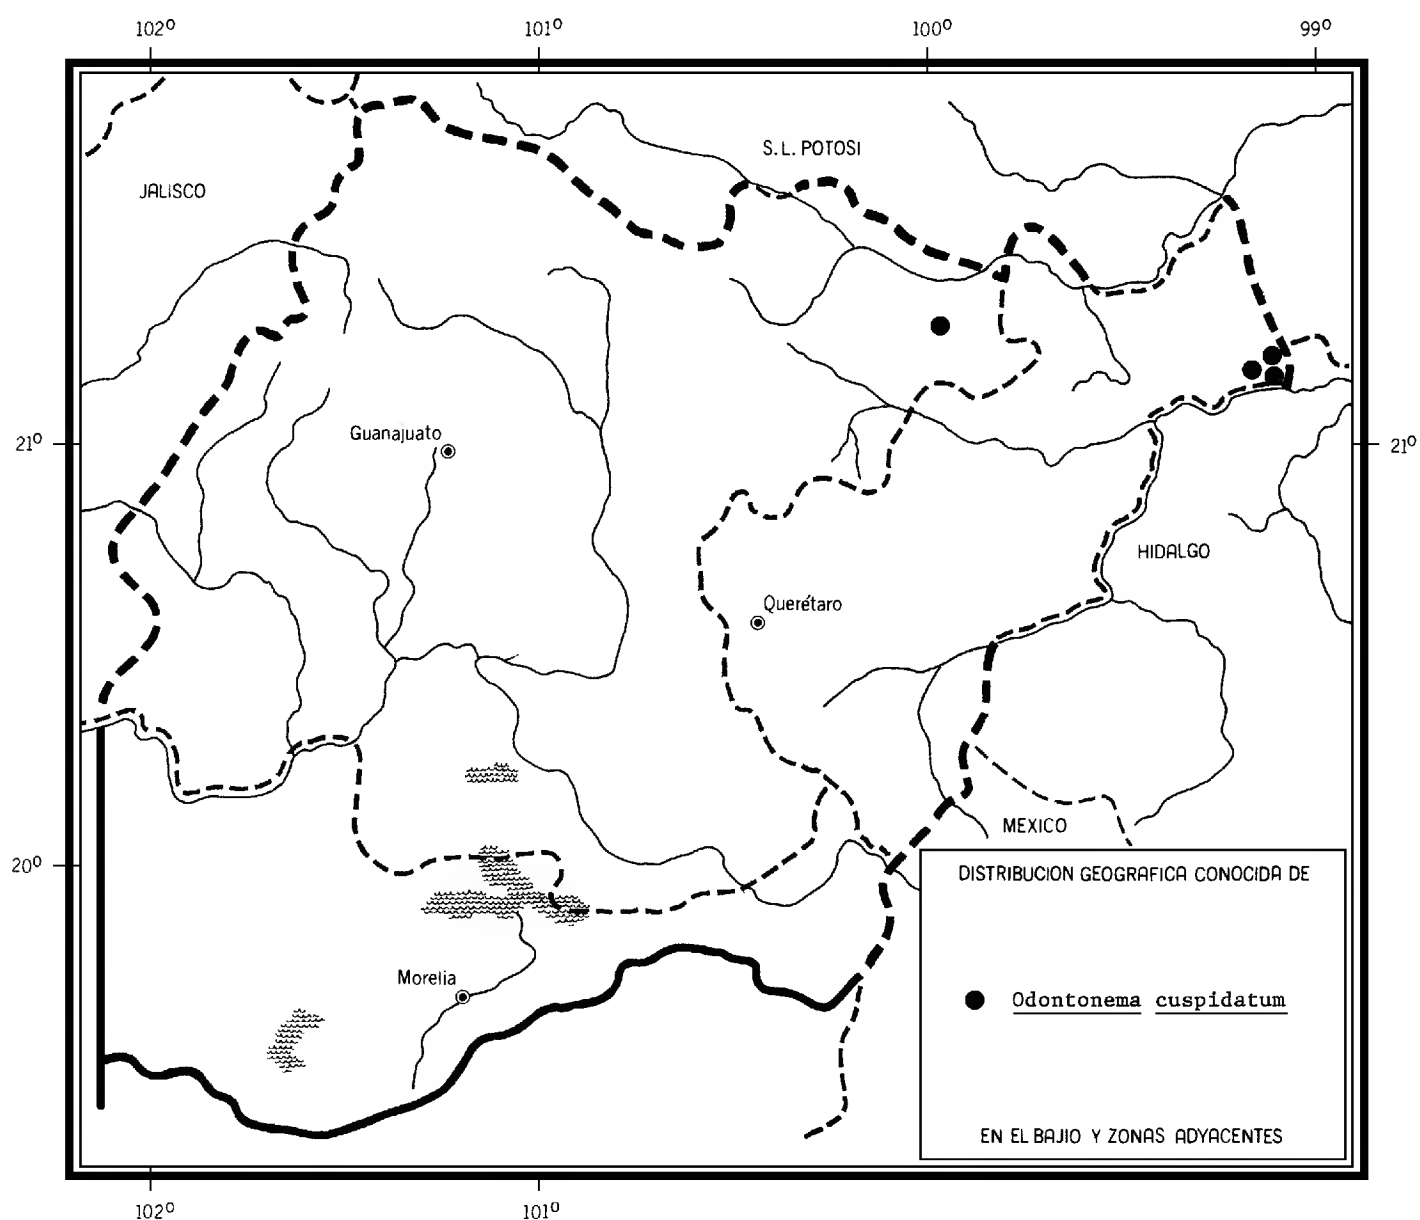 102º 101º 100º 99º
S.L. POTOSI
JALISCO
Guanajuato
21º 21º
HIDALGO
Querétaro
MEXICO
20º
DISTRIBUCION GEOGRAFICA CONOCIDA DE
Morelia
Odontonema cuspidatum
EN EL BAJIO Y ZONAS ADYACENTES
102º 101º